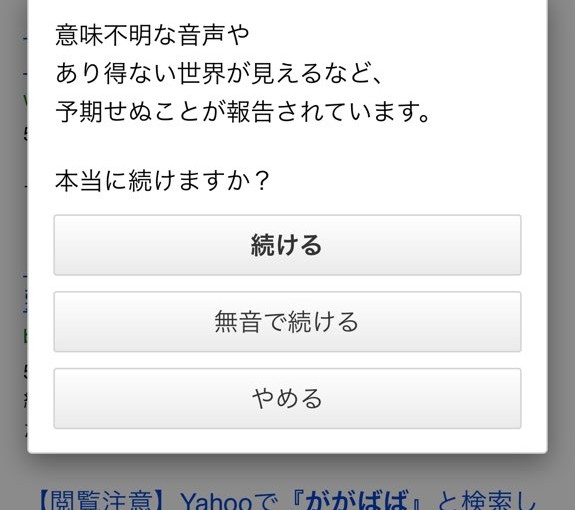 意味不明な音声や
あり得ない世界が見えるなど、
予期せぬことが報告されています。
本当に続けますか？
続ける
無音で続ける
やめる
【閲覧注意】Yahooで『ががばば』と検索し